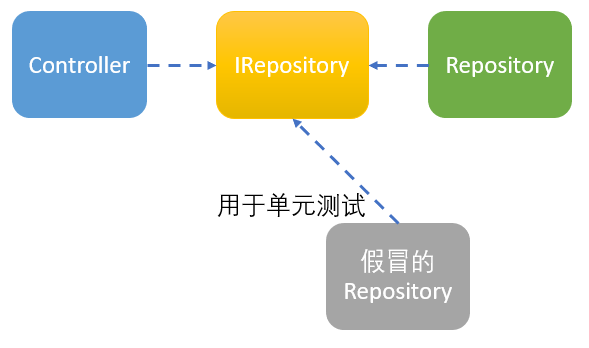 Controller
IRepository
Repository
用于单元测试
假冒的
Repository